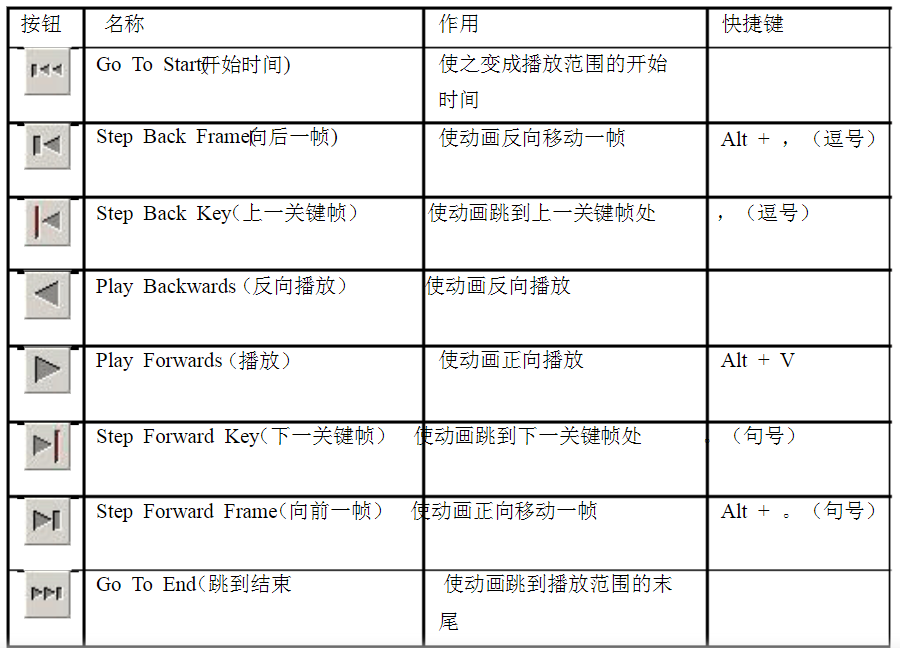 按钮 名称 作用 快捷键
Go To Start(开始时间) 使之变成播放范围的开始
时间
Step Back Frame(向后一帧) 使动画反向移动一帧 Alt + ，（逗号）
Step Back Key（上一关键帧） 使动画跳到上一关键帧处 ，（逗号）
Play Backwards（反向播放） 使动画反向播放
Play Forwards（播放） 使动画正向播放 Alt + V
Step Forward Key（下一关键帧） 使动画跳到下一关键帧处 。（句号）
Step Forward Frame（向前一帧） 使动画正向移动一帧 Alt + 。（句号）
Go To End（跳到结束 使动画跳到播放范围的末
尾